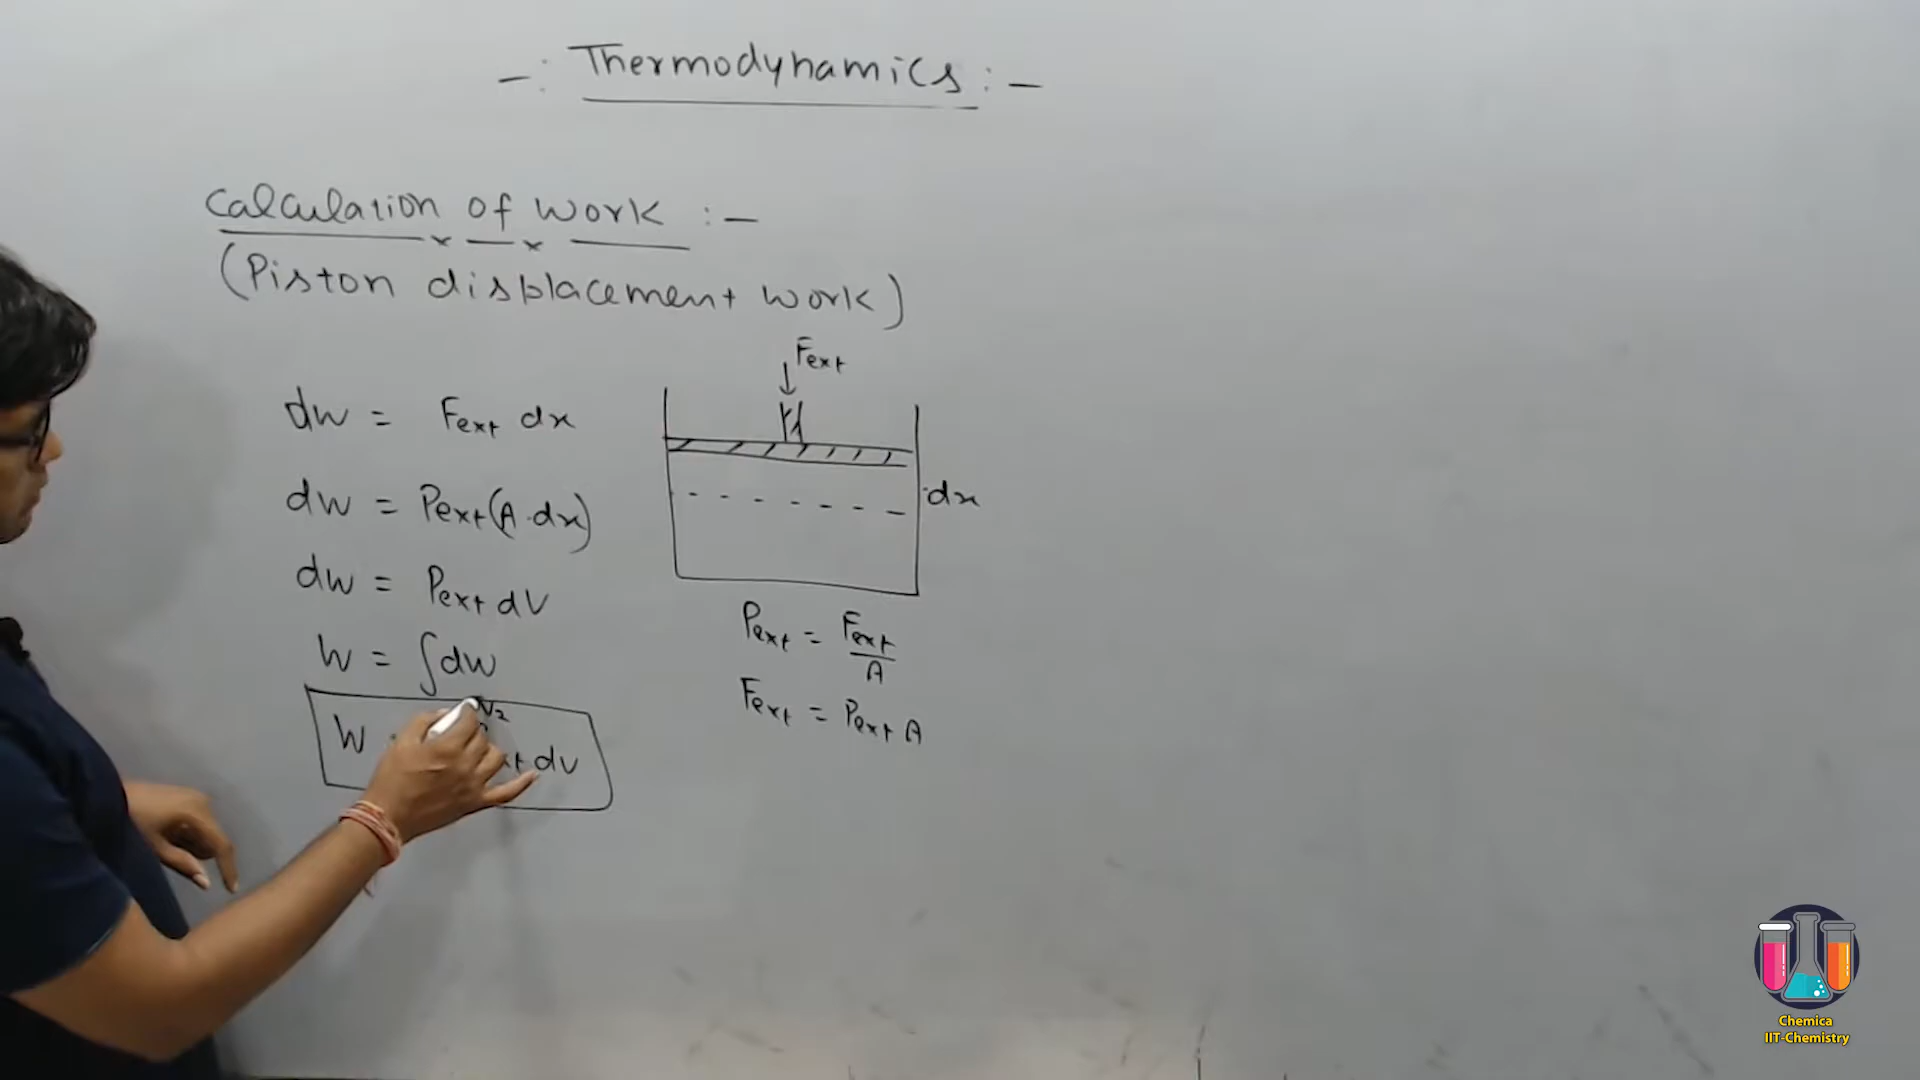 -: Thermodynamics :-
Calculation of work :-
(Piston displacement work)
Fext
dw = Fext dx
dx
dw = Pext(A.dx)
dw = Pext dV
W = ∫dw
W V2 dv
Pext = Fext/A
Fext = Pext A
Chemica
IIT-Chemistry